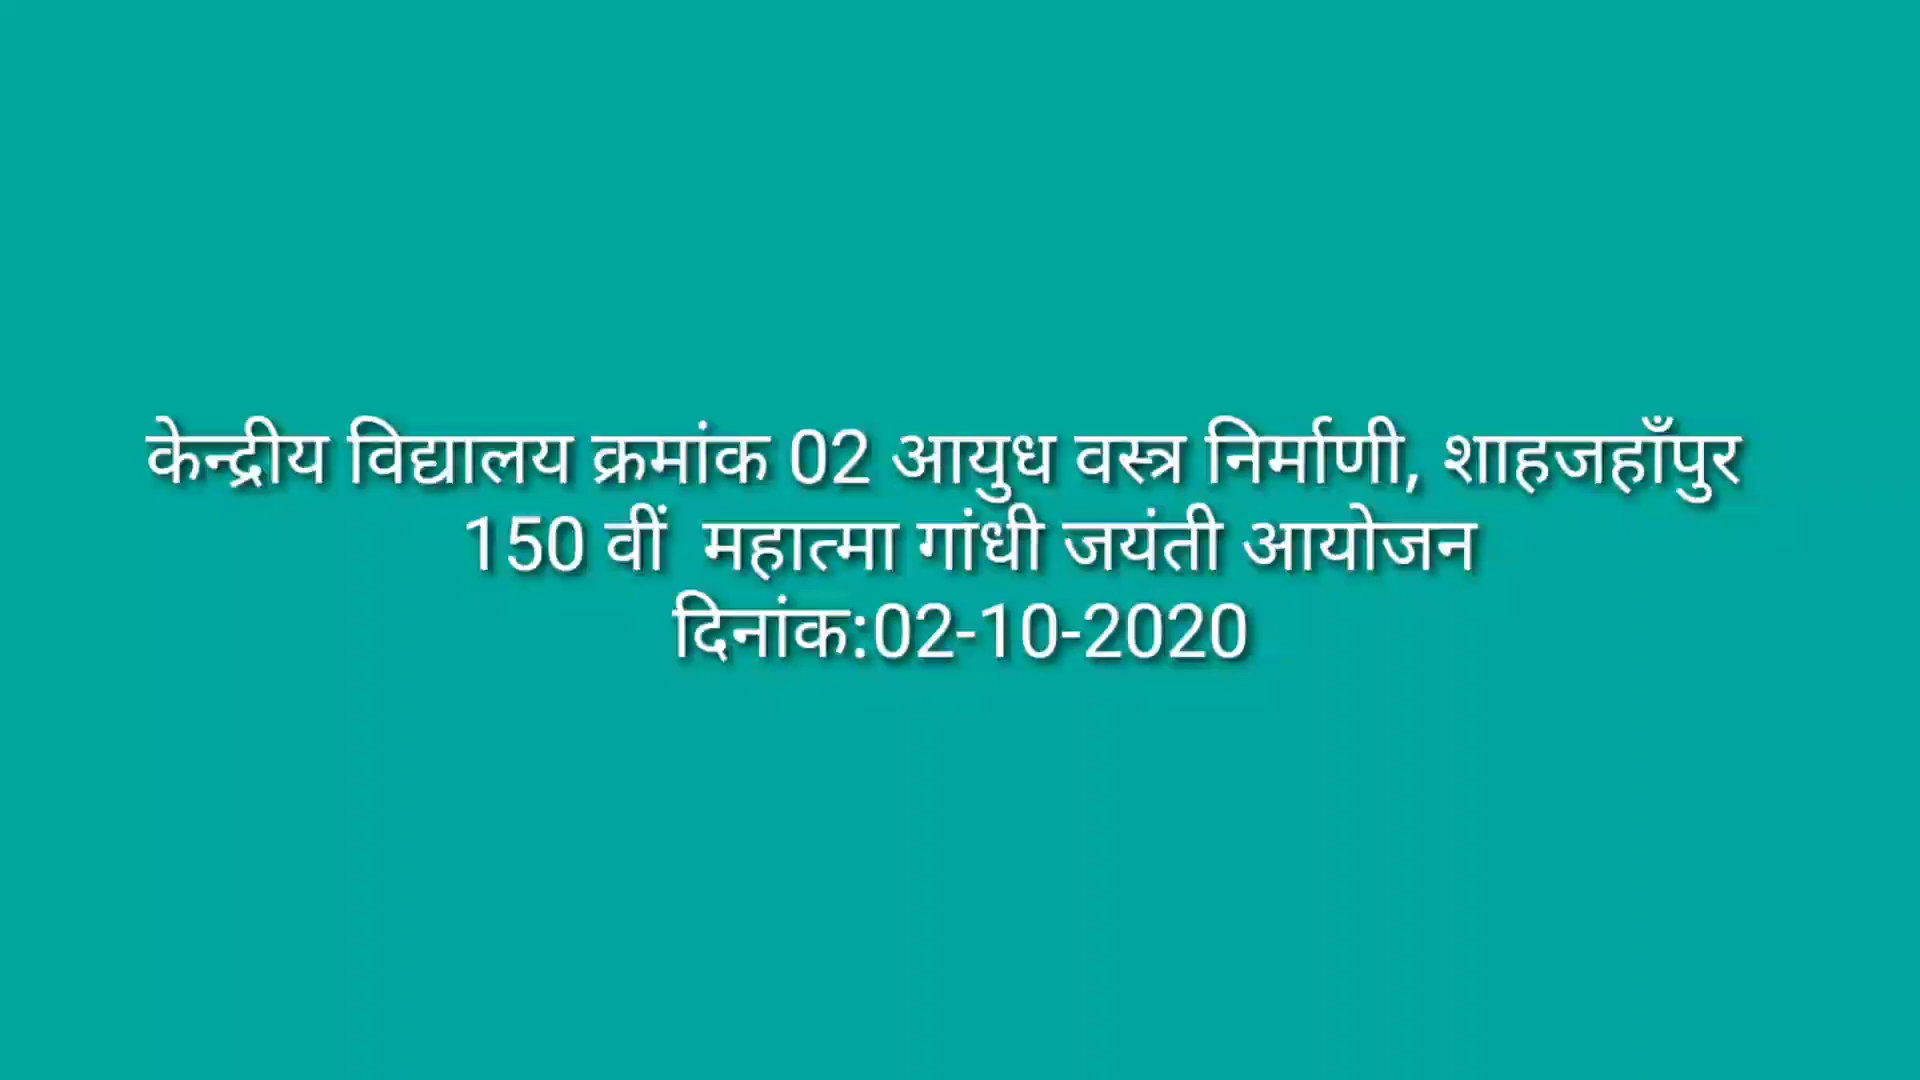 केन्द्रीय विद्यालय क्रमांक 02 आयुध वस्त्र निर्माणी, शाहजहाँपुर
150 वीं महात्मा गांधी जयंती आयोजन
दिनांक:02-10-2020